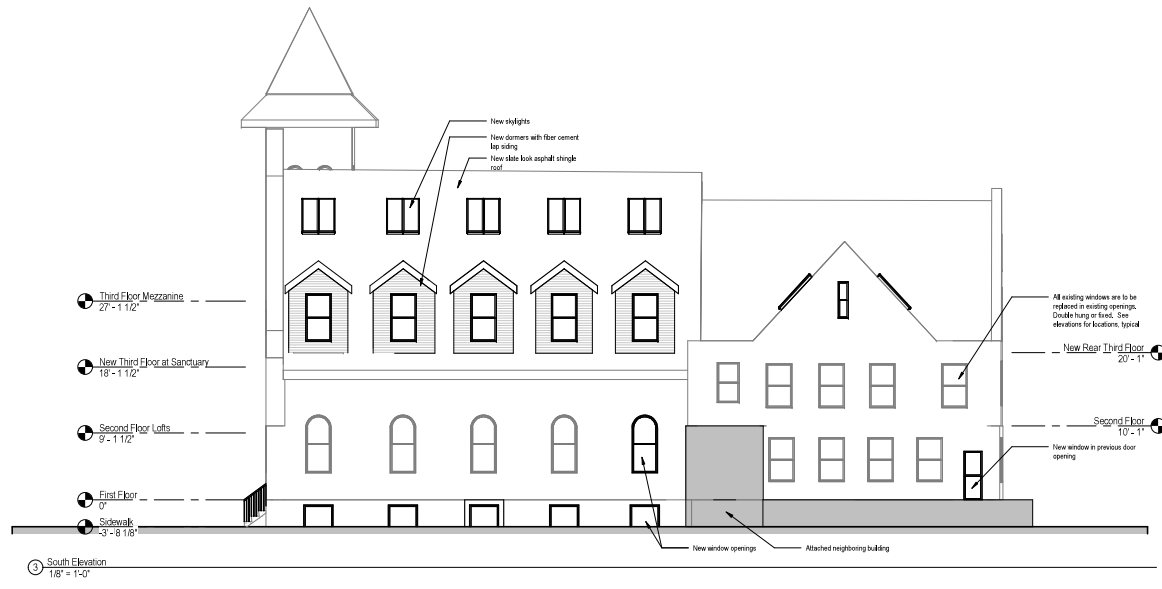 New skylights
New dormers with fiber cement
lap siding
New slate look asphalt shingle
roof
Third Floor Mezzanine
27' - 1 1/2"
All existing windows are to be
replaced in existing openings.
Double hung or fixed. See
elevations for locations, typical
New Third Floor at Sanctuary
18' - 1 1/2"
New Rear Third Floor
20' - 1"
Second Floor Lofts
9' - 1 1/2"
Second Floor
10' - 1"
New window in previous door
opening
First Floor
0"
Sidewalk
-3' - 8 1/8"
New window openings
Attached neighboring building
3
South Elevation
1/8" = 1'-0"